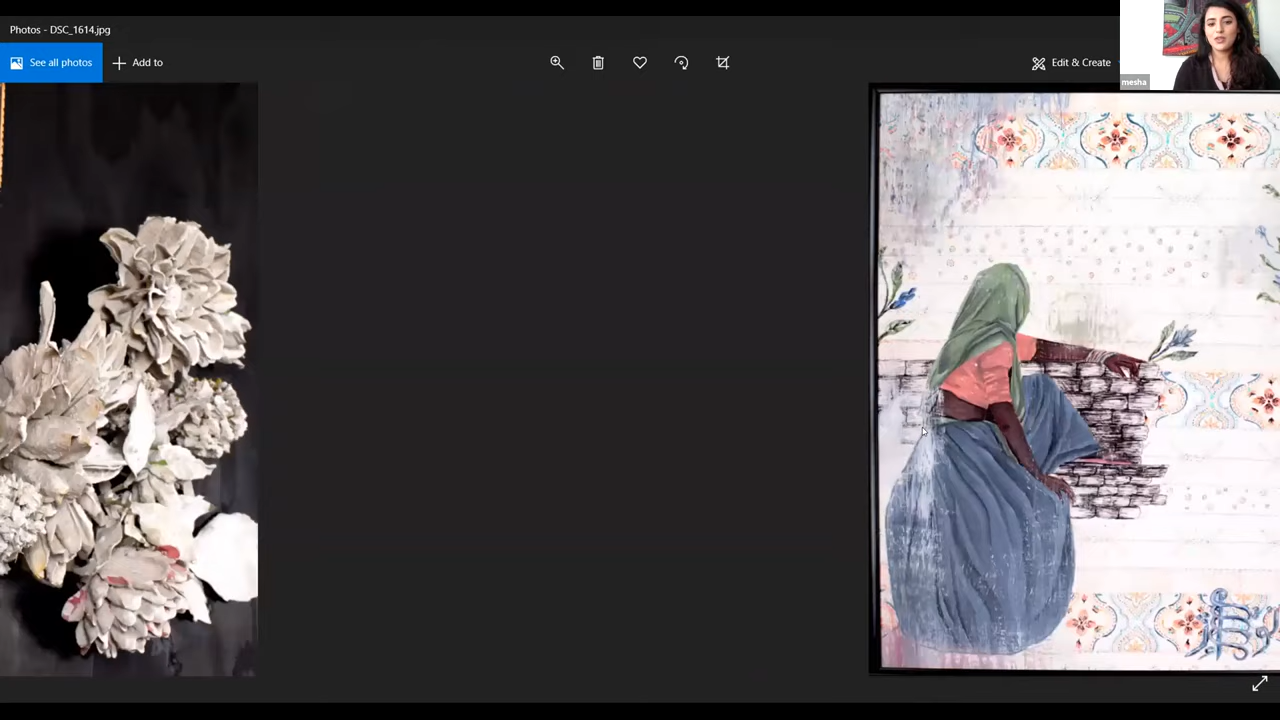 Photos - DSC_1614.jpg
See all photos
Add to
Edit & Create
mesha